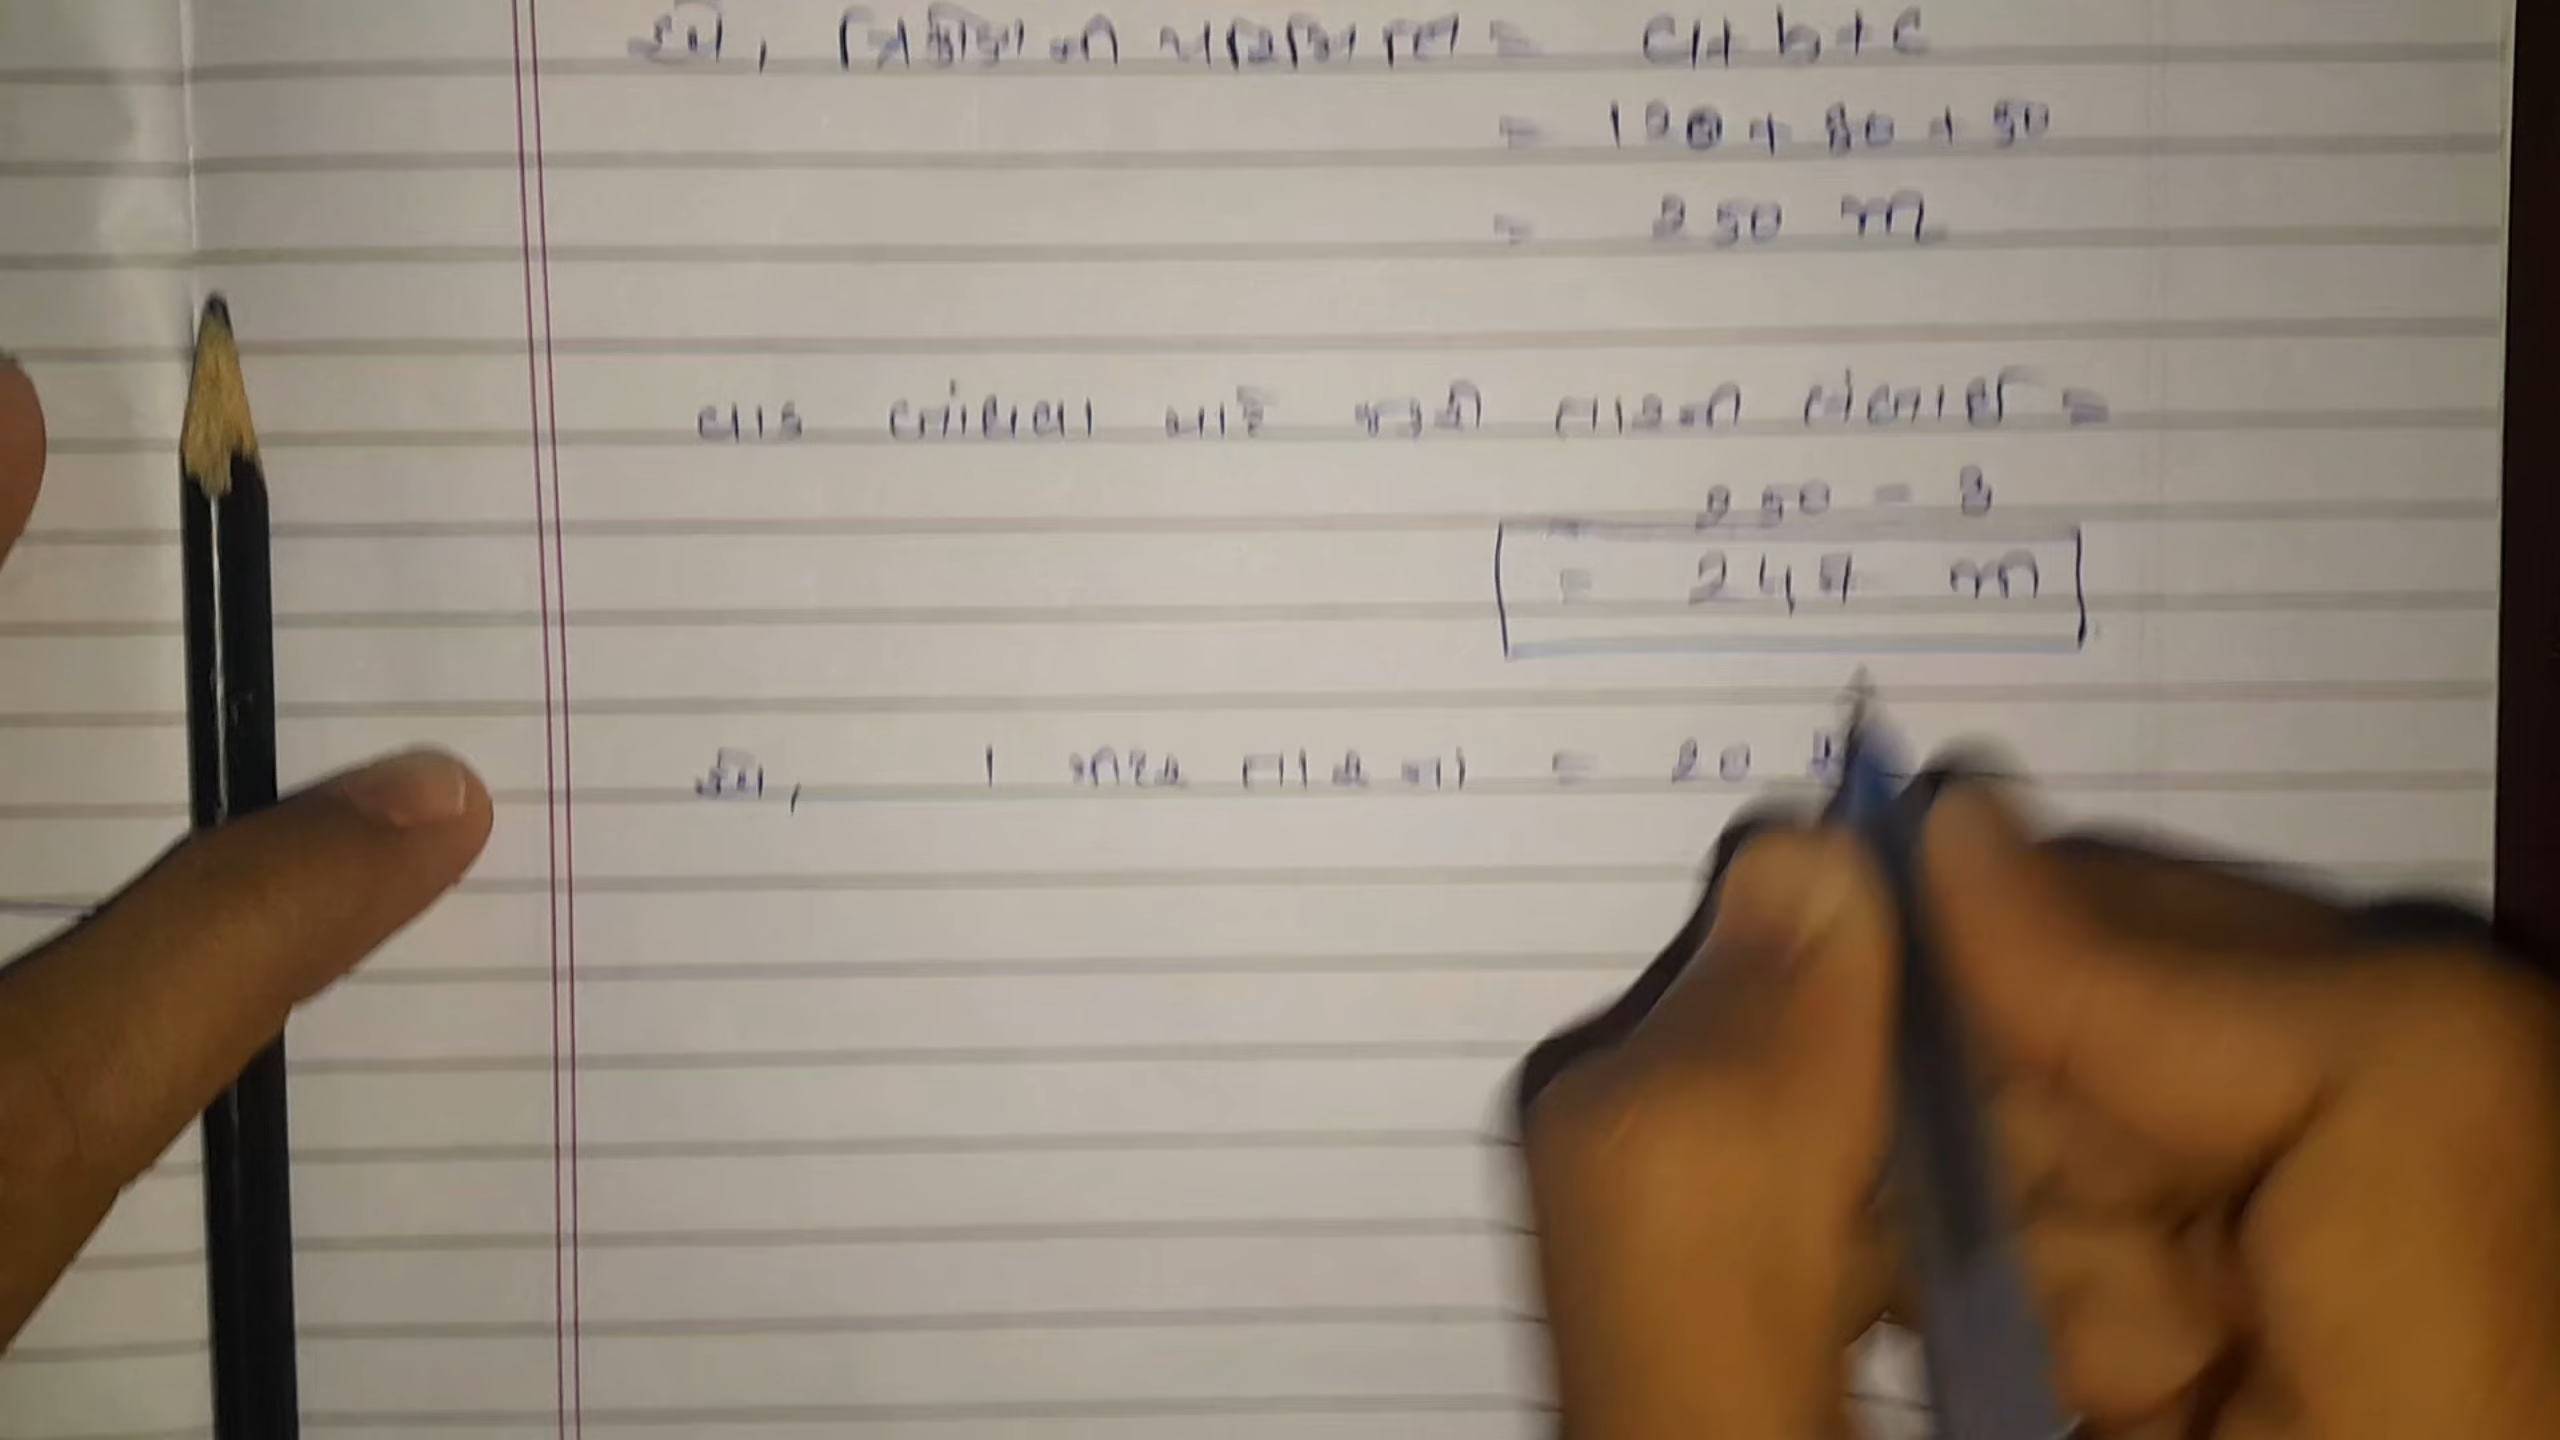 હવે, ત્રિકોણની પરિમિતિ = a + b + c
= 120 + 80 + 50
= 250 m
વાડ બાંધવા માટે જરૂરી તારની લંબાઈ =
= 250 - 3
= 247 m
હવે, 1 મીટર તારના = 20